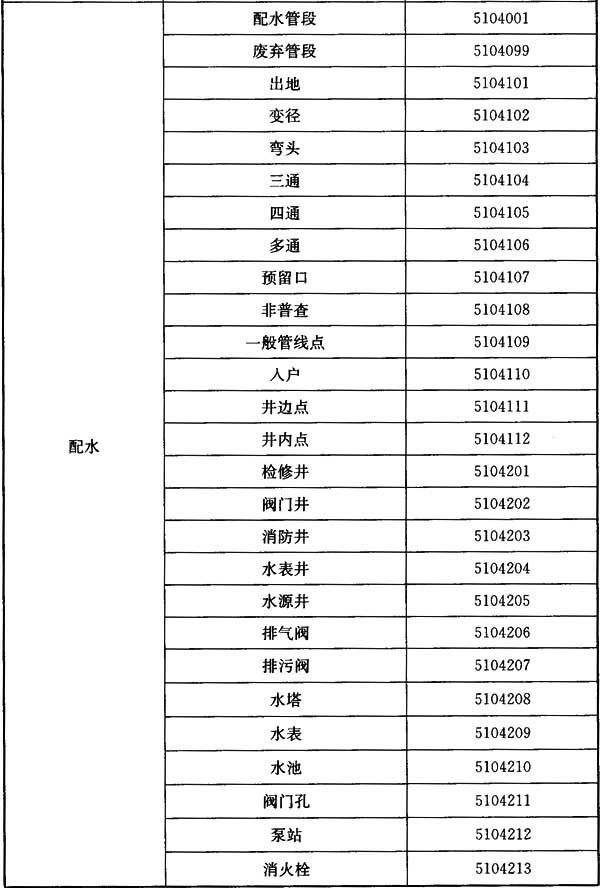 配水管段 5104001
废弃管段 5104099
出地 5104101
变径 5104102
弯头 5104103
三通 5104104
四通 5104105
多通 5104106
预留口 5104107
非普查 5104108
一般管线点 5104109
入户 5104110
井边点 5104111
配水
井内点 5104112
检修井 5104201
阀门井 5104202
消防井 5104203
水表井 5104204
水源井 5104205
排气阀 5104206
排污阀 5104207
水塔 5104208
水表 5104209
水池 5104210
阀门孔 5104211
泵站 5104212
消火栓 5104213